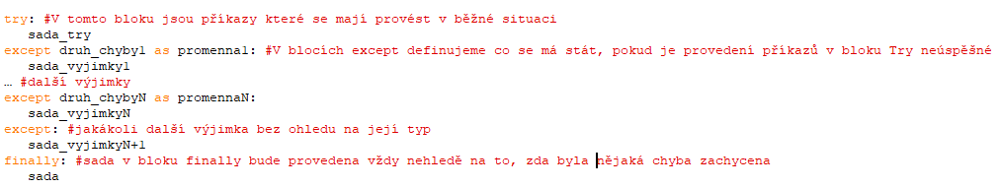 try: #V tomto bloku jsou příkazy které se mají provést v běžné situaci
sada_try
except druh_chyby1 as promenna1: #V blocích except definujeme co se má stát, pokud je provedení příkazů v bloku Try neúspěšné
sada_vyjimky1
… #další výjimky
except druh_chybyN as promennaN:
sada_vyjimkyN
except: #jakákoli další výjimka bez ohledu na její typ
sada_vyjimkyN+1
finally: #sada v bloku finally bude provedena vždy nehledě na to, zda byla nějaká chyba zachycena
sada